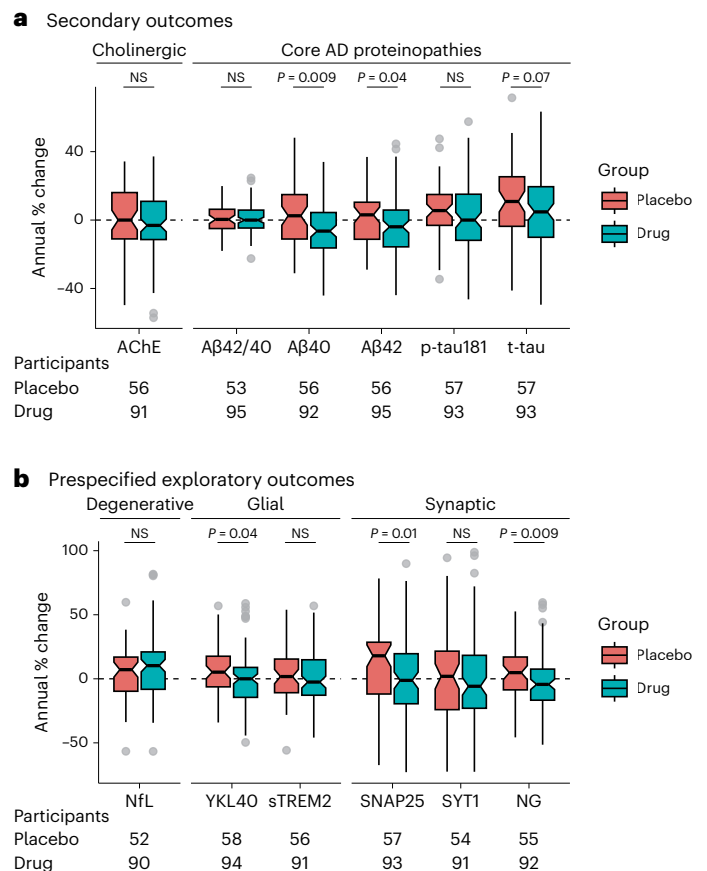 a Secondary outcomes
Cholinergic Core AD proteinopathies
NS NS P = 0.009 P = 0.04 NS P = 0.07
40
0
–40
Annual % change
Group
Placebo
Drug
AChE Aβ42/40 Aβ40 Aβ42 p-tau181 t-tau
Participants
Placebo 56 53 56 56 57 57
Drug 91 95 92 95 93 93
b Prespecified exploratory outcomes
Degenerative Glial Synaptic
NS P = 0.04 NS P = 0.01 NS P = 0.009
100
50
0
–50
Annual % change
Group
Placebo
Drug
NfL YKL40 sTREM2 SNAP25 SYT1 NG
Participants
Placebo 52 58 56 57 54 55
Drug 90 94 91 93 91 92